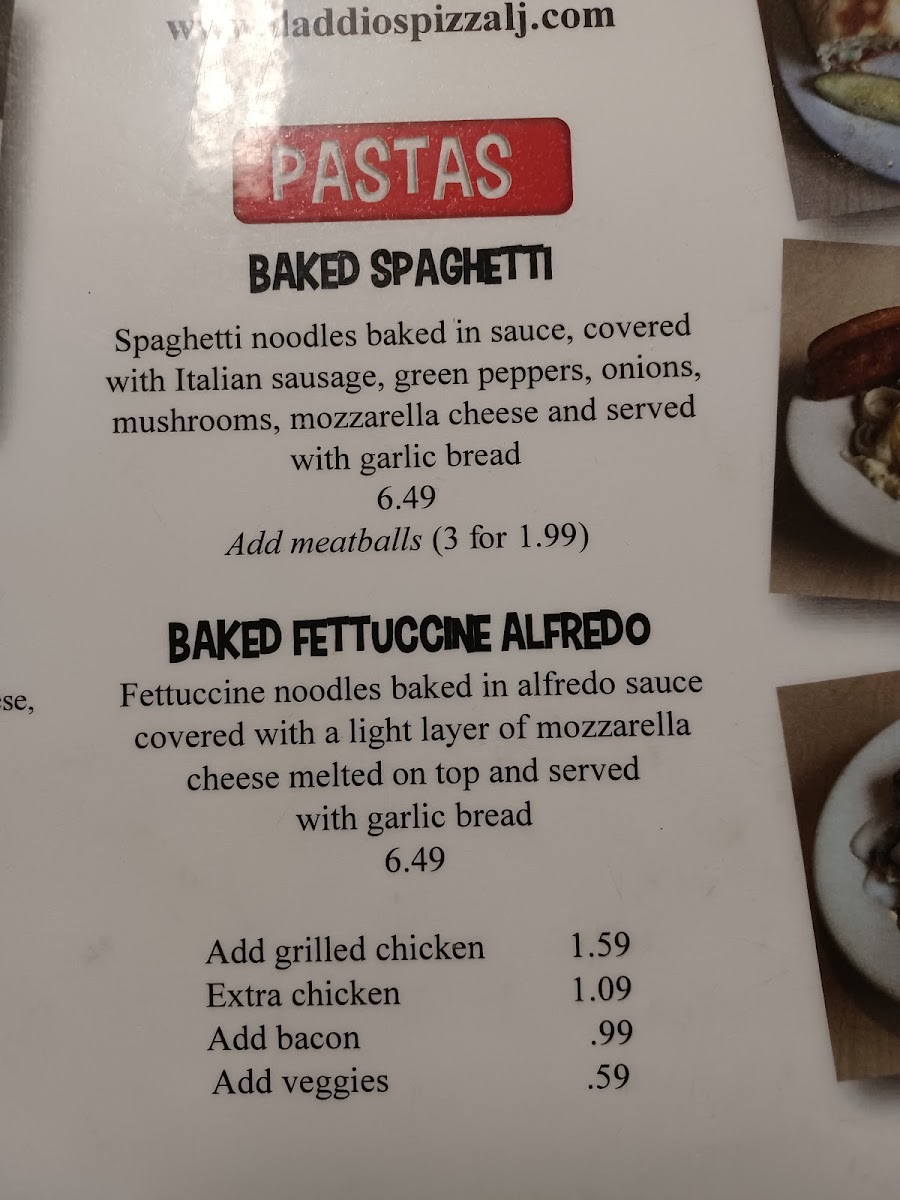 laddiospizzalj.com
PASTAS
BAKED SPAGHETTI
Spaghetti noodles baked in sauce, covered
with Italian sausage, green peppers, onions,
mushrooms, mozzarella cheese and served
with garlic bread
6.49
Add meatballs (3 for 1.99)
BAKED FETTUCCINE ALFREDO
Fettuccine noodles baked in alfredo sauce
covered with a light layer of mozzarella
cheese melted on top and served
with garlic bread
6.49
Add grilled chicken 1.59
Extra chicken 1.09
Add bacon .99
Add veggies .59